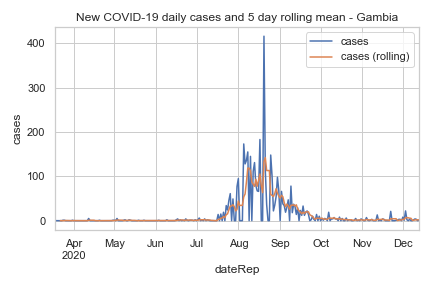 New COVID-19 daily cases and 5 day rolling mean - Gambia
cases
cases (rolling)
400
300
200
100
0
cases
Apr May Jun Jul Aug Sep Oct Nov Dec
2020
dateRep